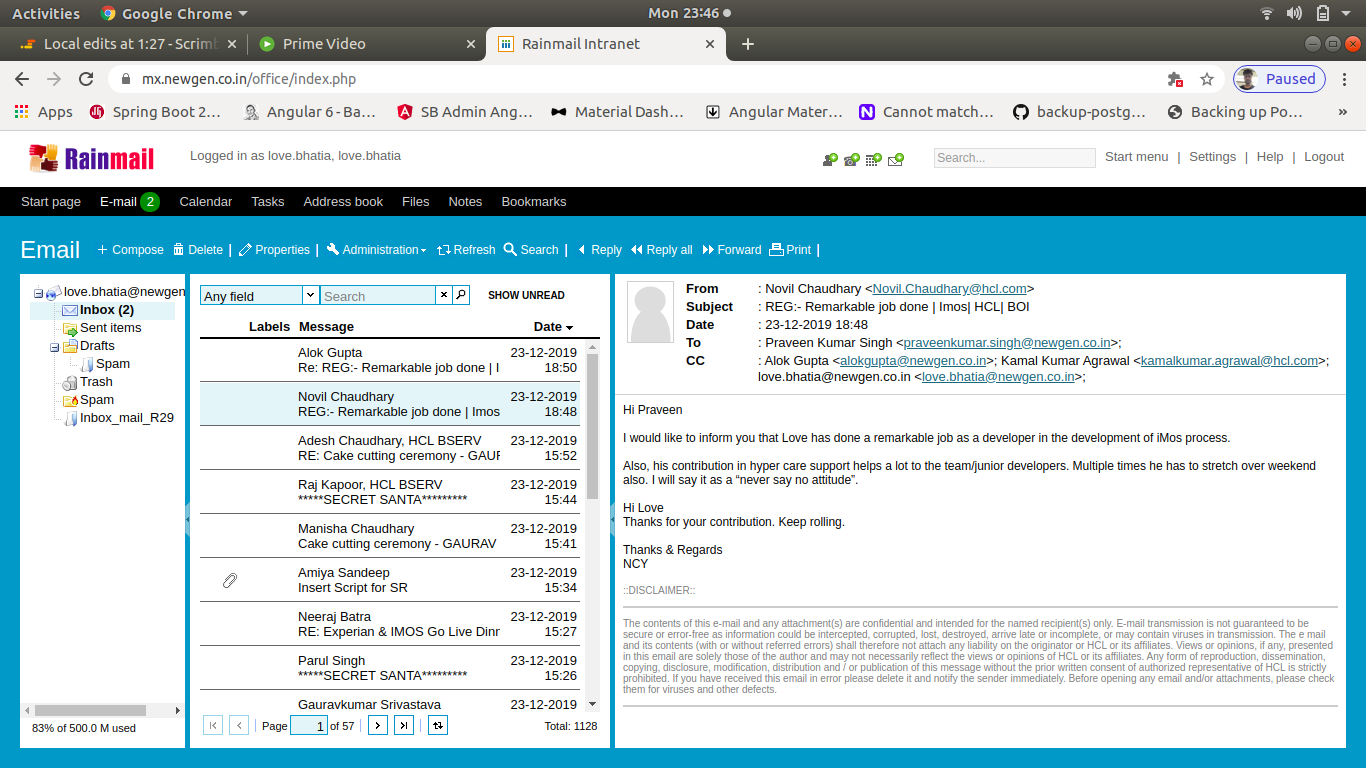 Activities Google Chrome Mon 23:46
Local edits at 1:27 - Scrimb Prime Video Rainmail Intranet
mx.newgen.co.in/office/index.php Paused
Apps Spring Boot 2… Angular 6 - Ba… SB Admin Ang… Material Dash… Angular Mater… Cannot match… backup-postg… Backing up Po… »
Rainmail Logged in as love.bhatia, love.bhatia Search... Start menu | Settings | Help | Logout
Start page E-mail 2 Calendar Tasks Address book Files Notes Bookmarks
Email Compose Delete | Properties | Administration Refresh Search | Reply Reply all Forward Print |
love.bhatia@newgen
Inbox (2)
Sent items
Drafts
Spam
Trash
Spam
Inbox_mail_R29
83% of 500.0 M used
Any field Search SHOW UNREAD
Labels Message Date
Alok Gupta 23-12-2019
Re: REG:- Remarkable job done | I 18:50
Novil Chaudhary 23-12-2019
REG:- Remarkable job done | Imos 18:48
Adesh Chaudhary, HCL BSERV 23-12-2019
RE: Cake cutting ceremony - GAUR 15:52
Raj Kapoor, HCL BSERV 23-12-2019
*****SECRET SANTA********* 15:44
Manisha Chaudhary 23-12-2019
Cake cutting ceremony - GAURAV 15:41
Amiya Sandeep 23-12-2019
Insert Script for SR 15:34
Neeraj Batra 23-12-2019
RE: Experian & IMOS Go Live Dinn 15:27
Parul Singh 23-12-2019
*****SECRET SANTA********* 15:26
Gauravkumar Srivastava 23-12-2019
Page 1 of 57 Total: 1128
From : Novil Chaudhary <Novil.Chaudhary@hcl.com>
Subject : REG:- Remarkable job done | Imos| HCL| BOI
Date : 23-12-2019 18:48
To : Praveen Kumar Singh <praveenkumar.singh@newgen.co.in>;
CC : Alok Gupta <alokgupta@newgen.co.in>; Kamal Kumar Agrawal <kamalkumar.agrawal@hcl.com>;
love.bhatia@newgen.co.in <love.bhatia@newgen.co.in>;
Hi Praveen
I would like to inform you that Love has done a remarkable job as a developer in the development of iMos process.
Also, his contribution in hyper care support helps a lot to the team/junior developers. Multiple times he has to stretch over weekend
also. I will say it as a “never say no attitude”.
Hi Love
Thanks for your contribution. Keep rolling.
Thanks & Regards
NCY
::DISCLAIMER::
The contents of this e-mail and any attachment(s) are confidential and intended for the named recipient(s) only. E-mail transmission is not guaranteed to be
secure or error-free as information could be intercepted, corrupted, lost, destroyed, arrive late or incomplete, or may contain viruses in transmission. The e mail
and its contents (with or without referred errors) shall therefore not attach any liability on the originator or HCL or its affiliates. Views or opinions, if any, presented
in this email are solely those of the author and may not necessarily reflect the views or opinions of HCL or its affiliates. Any form of reproduction, dissemination,
copying, disclosure, modification, distribution and / or publication of this message without the prior written consent of authorized representative of HCL is strictly
prohibited. If you have received this email in error please delete it and notify the sender immediately. Before opening any email and/or attachments, please check
them for viruses and other defects.